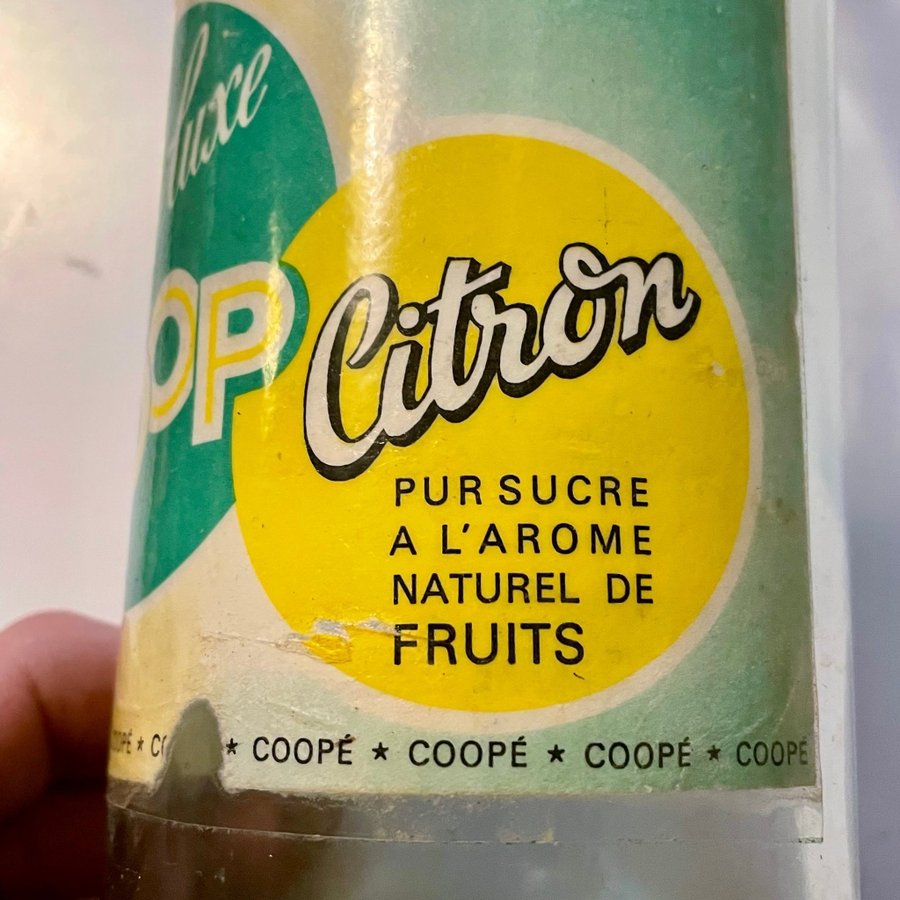 luxe
OP
Citron
PUR SUCRE
A L'AROME
NATUREL DE
FRUITS
★ COOPÉ ★ COOPÉ ★ COOPÉ ★ COOPÉ